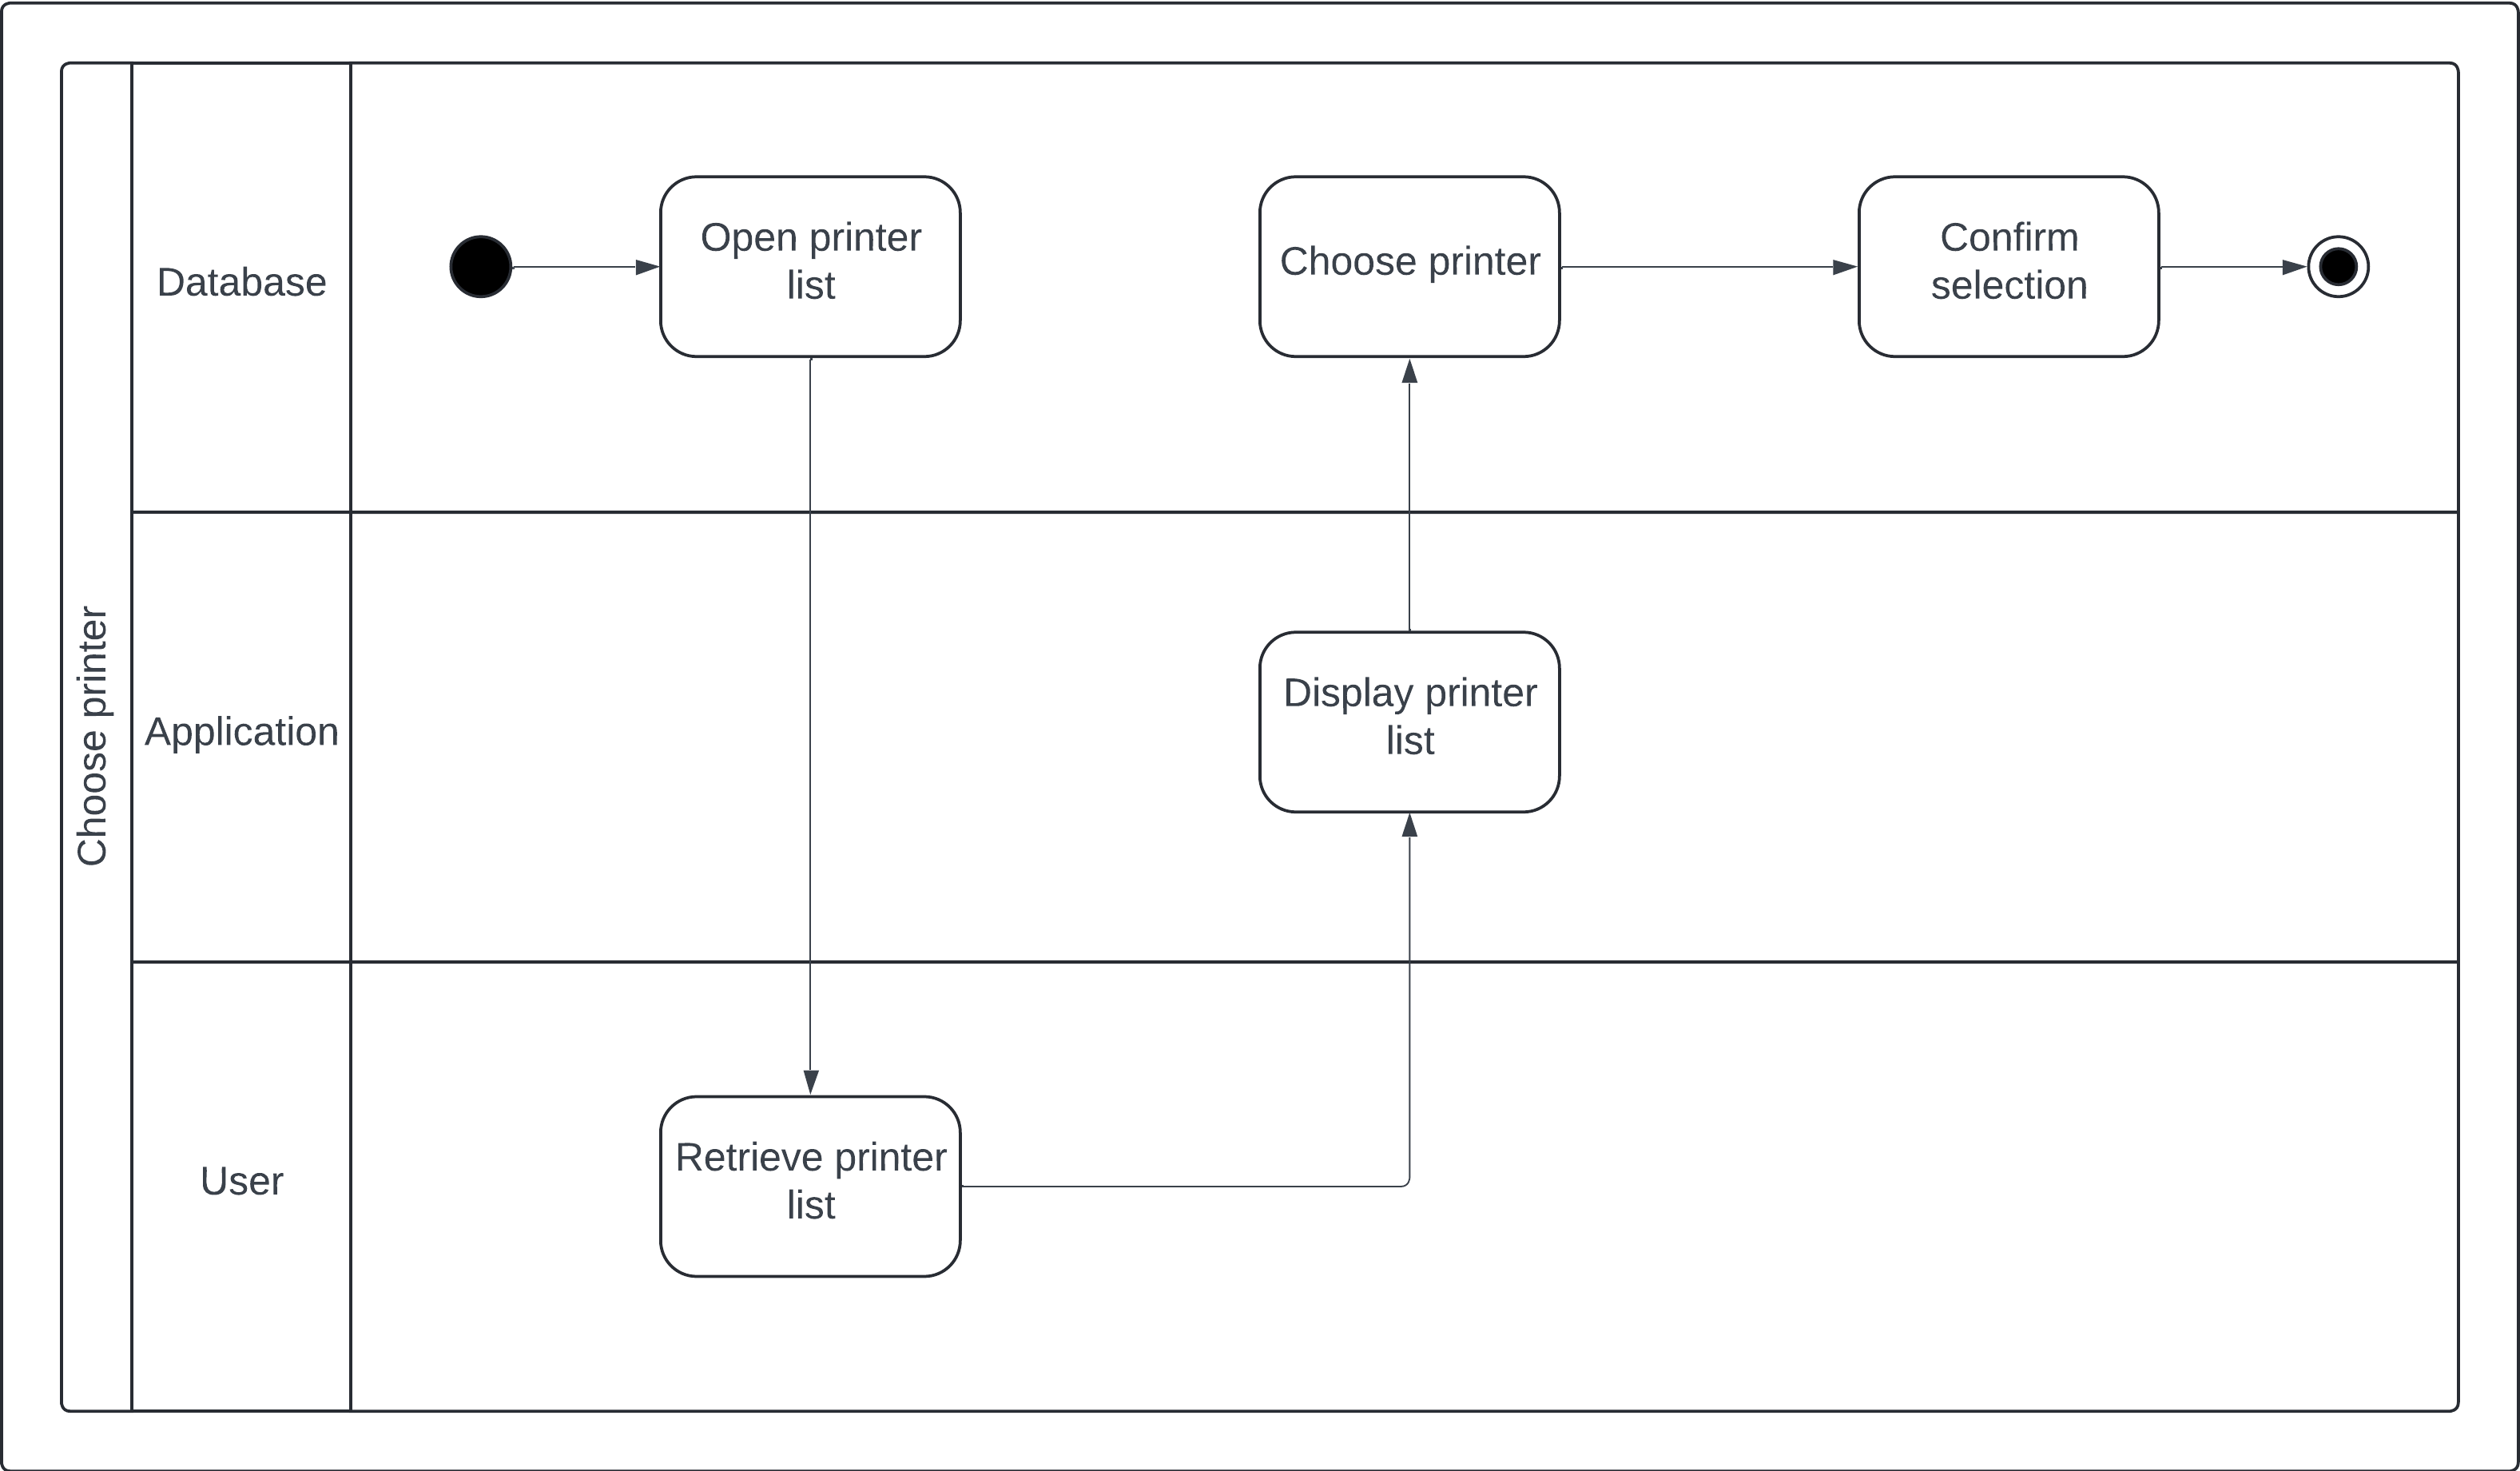 Choose printer
Database
Open printer
list
Choose printer
Confirm
selection
Application
Display printer
list
User
Retrieve printer
list